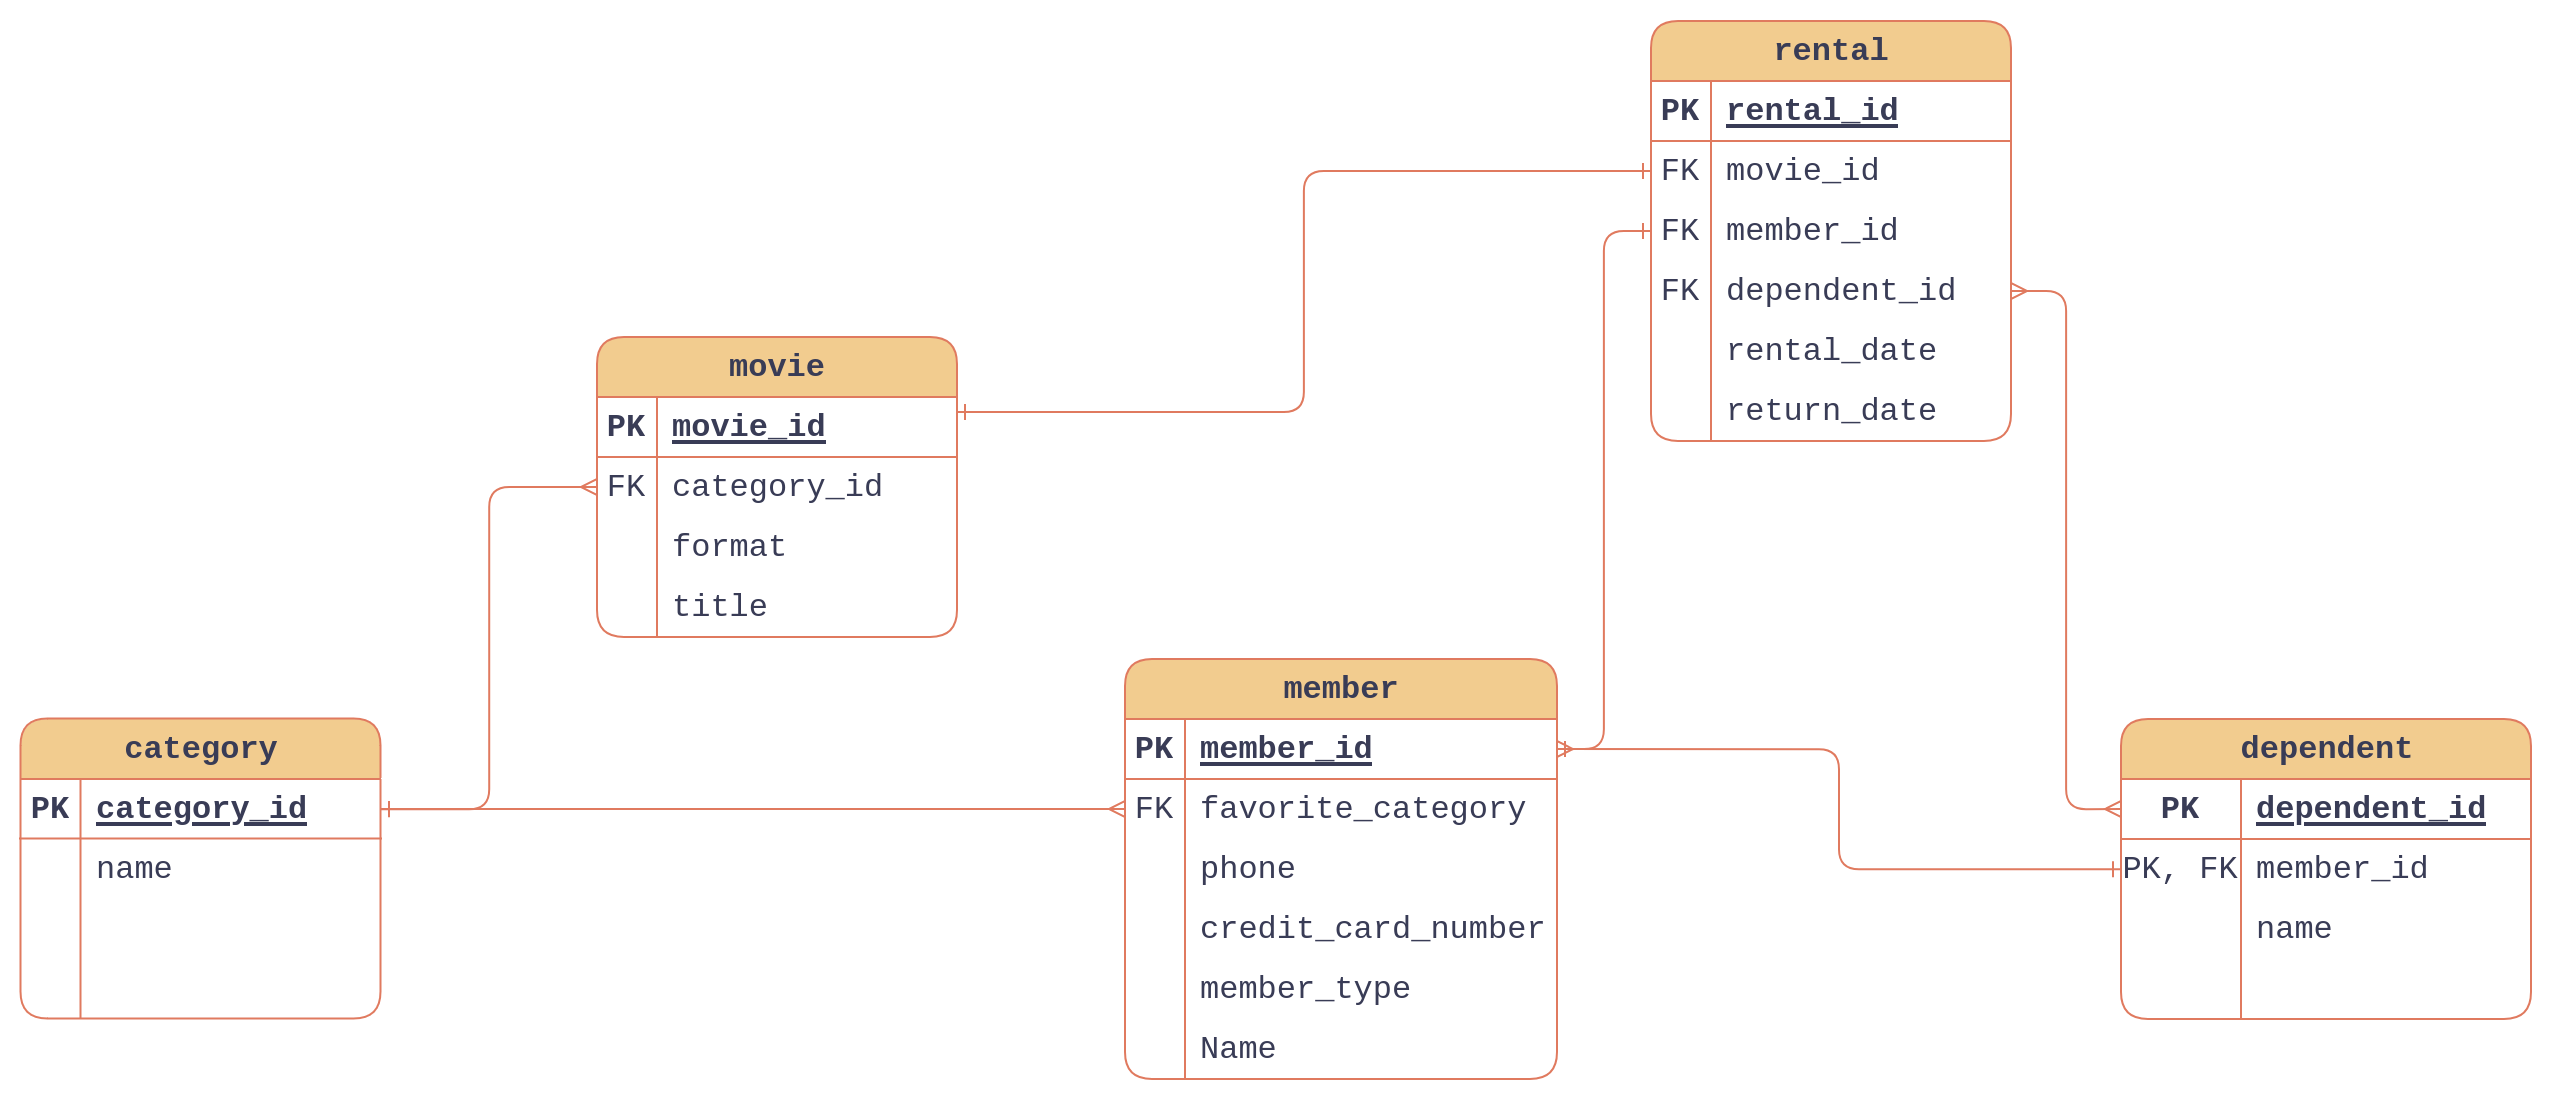 rental
PK rental_id
FK movie_id
FK member_id
FK dependent_id
rental_date
return_date
movie
PK movie_id
FK category_id
format
title
member
PK member_id
FK favorite_category
phone
credit_card_number
member_type
Name
category
PK category_id
name
dependent
PK dependent_id
PK, FK member_id
name